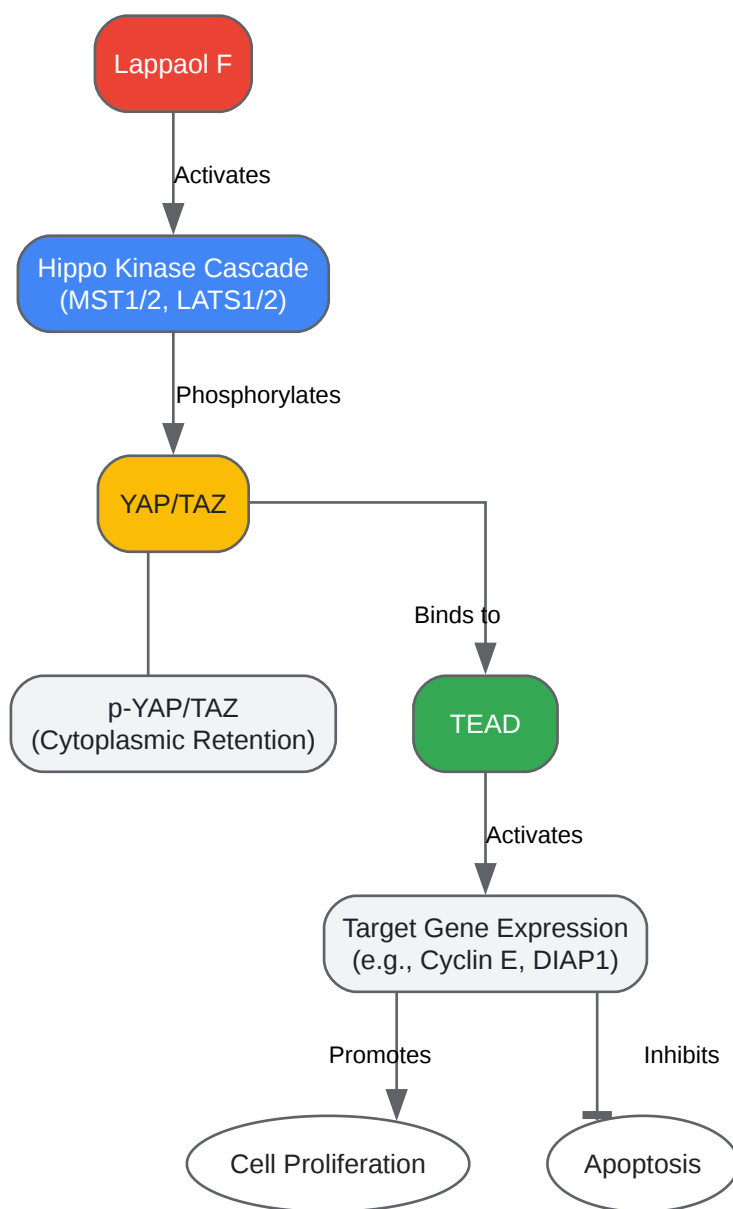 Lappaol F
Activates
Hippo Kinase Cascade
(MST1/2, LATS1/2)
Phosphorylates
YAP/TAZ
Binds to
p-YAP/TAZ
(Cytoplasmic Retention)
TEAD
Activates
Target Gene Expression
(e.g., Cyclin E, DIAP1)
Promotes
Inhibits
Cell Proliferation
Apoptosis